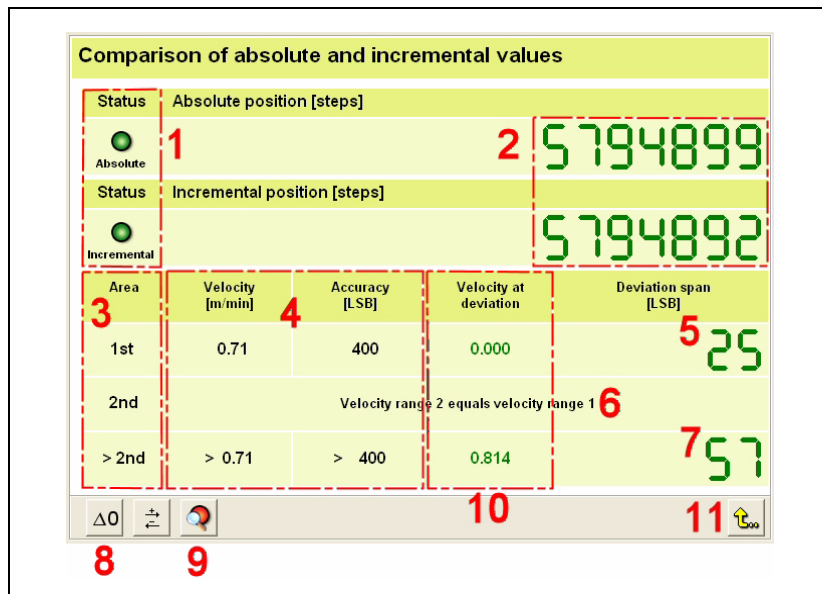 Comparison of absolute and incremental values
Status Absolute position [steps]
Absolute 1 2 5794899
Status Incremental position [steps]
Incremental 5794892
Area Velocity [m/min] Accuracy [LSB] Velocity at deviation Deviation span [LSB]
3 4 5
1st 0.71 400 0.000 25
2nd Velocity range 2 equals velocity range 1 6
> 2nd > 0.71 > 400 0.814 7 57
Δ0 +→ ←− 10 11
8 9